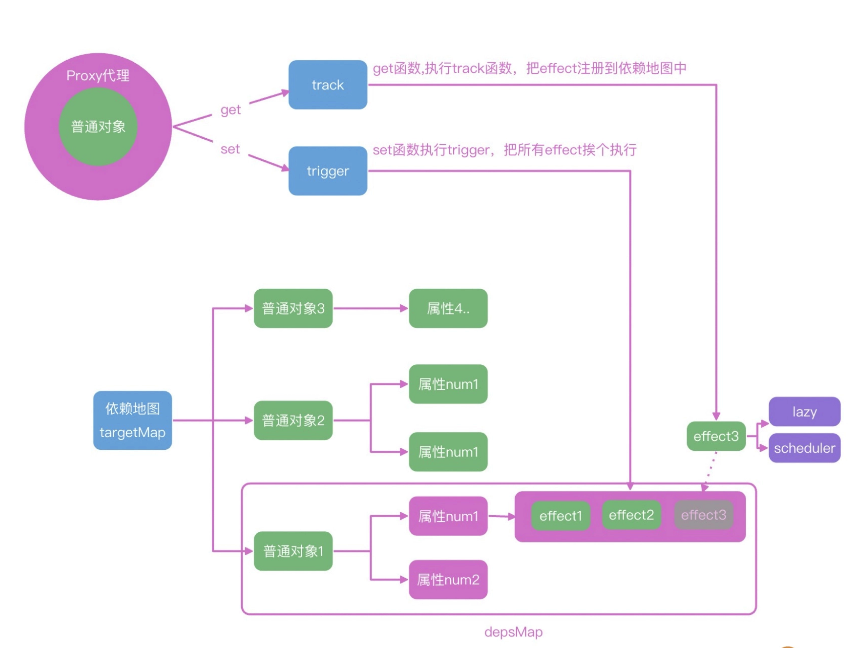 Proxy代理
普通对象
get
set
track
get函数,执行track函数，把effect注册到依赖地图中
trigger
set函数执行trigger，把所有effect挨个执行
普通对象3
属性4..
属性num1
依赖地图
targetMap
普通对象2
属性num1
effect3
lazy
scheduler
普通对象1
属性num1
effect1
effect2
effect3
属性num2
depsMap